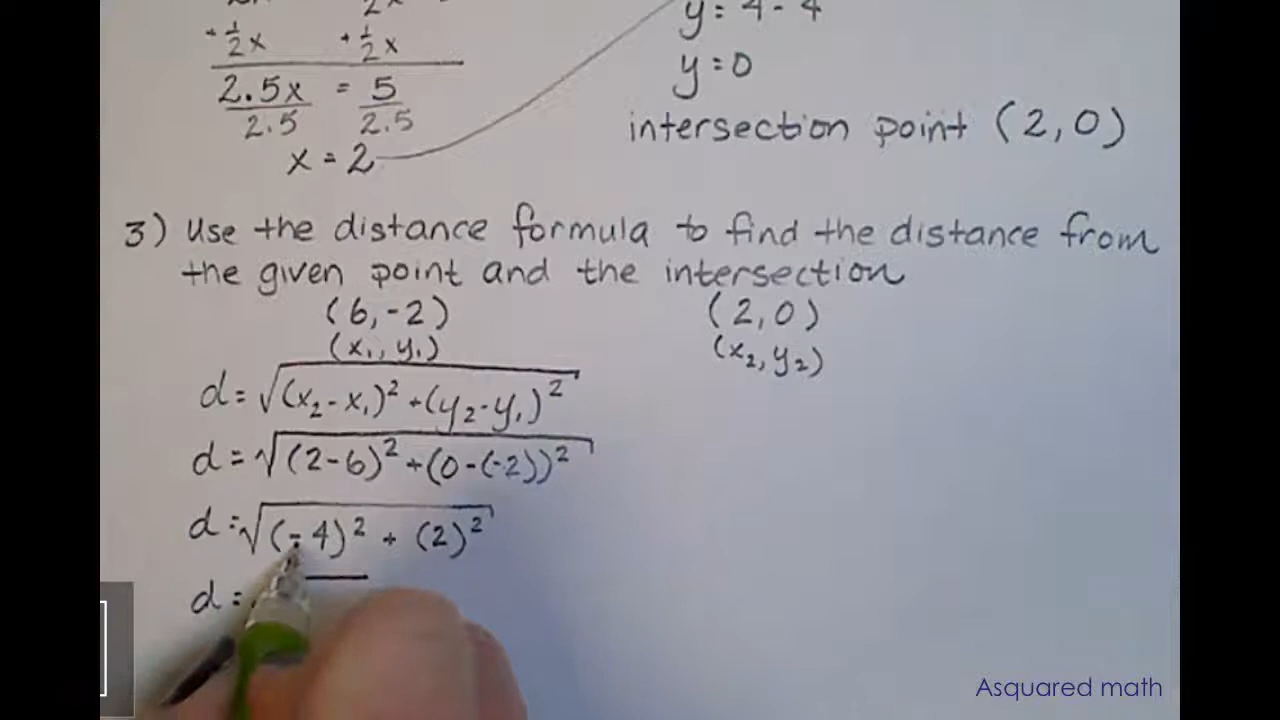 +½x +½x
y = 4 - 4
2.5x = 5
2.5 2.5
y = 0
x = 2
intersection point (2,0)
3) Use the distance formula to find the distance from
the given point and the intersection
(6,-2) (2,0)
(x₁, y₁) (x₂, y₂)
d = √(x₂-x₁)² + (y₂-y₁)²
d = √(2-6)² + (0-(-2))²
d = √(-4)² + (2)²
d =
Asquared math